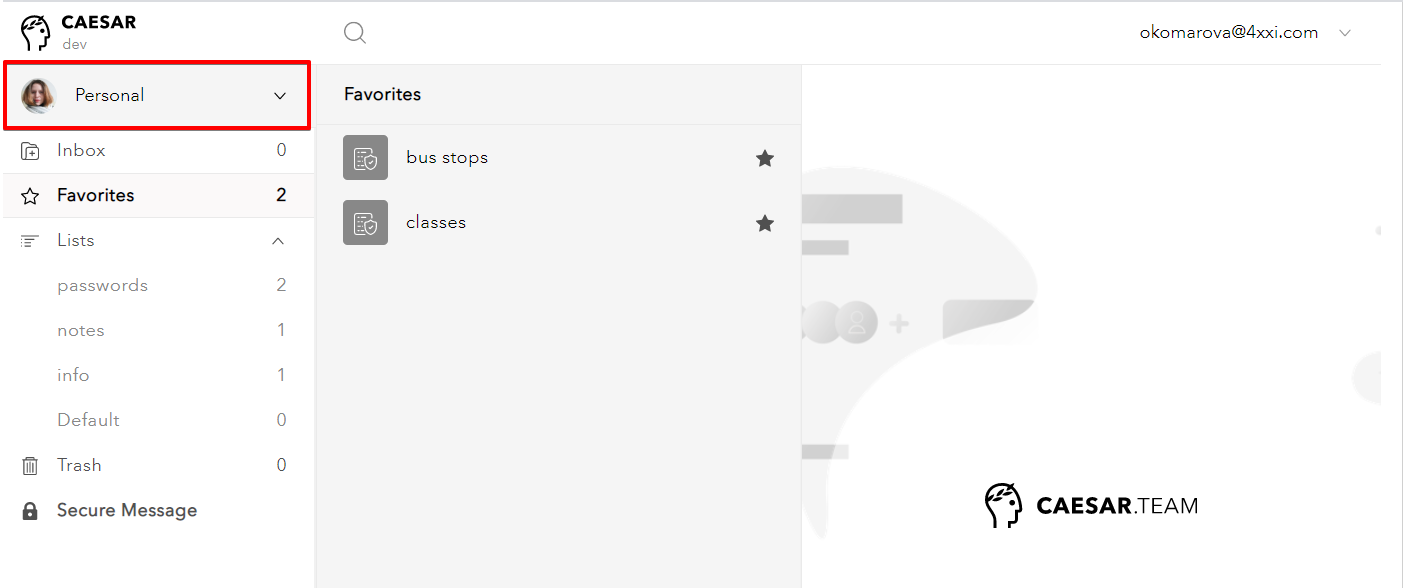 CAESAR
dev
okomarova@4xxi.com
Personal
Inbox 0
Favorites 2
Lists
passwords 2
notes 1
info 1
Default 0
Trash 0
Secure Message
Favorites
bus stops
classes
CAESAR.TEAM